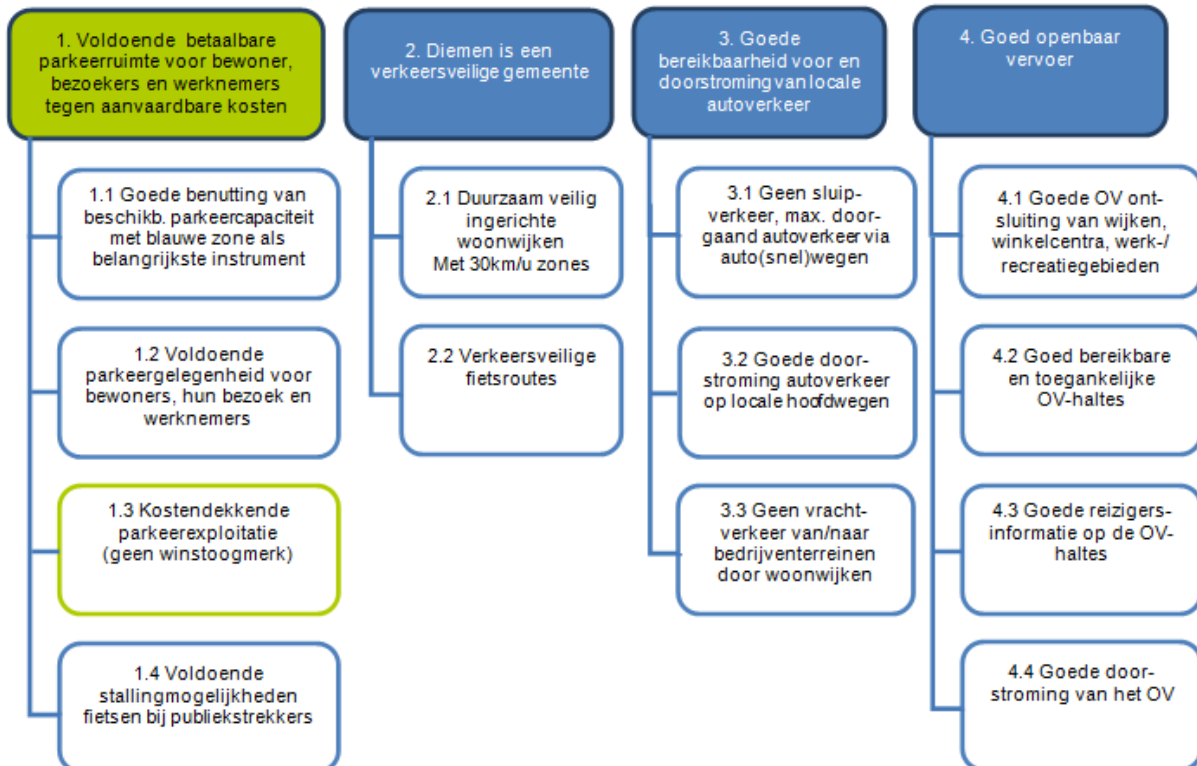 1. Voldoende betaalbare
parkeerruimte voor bewoner,
bezoekers en werknemers
tegen aanvaardbare kosten
1.1 Goede benutting van
beschikb. parkeercapaciteit
met blauwe zone als
belangrijkste instrument
1.2 Voldoende
parkeergelegenheid voor
bewoners, hun bezoek en
werknemers
1.3 Kostendekkende
parkeerexploitatie
(geen winstoogmerk)
1.4 Voldoende
stallingmogelijkheden
fietsen bij publiekstrekkers
2. Diemen is een
verkeersveilige gemeente
2.1 Duurzaam veilig
ingerichte
woonwijken
Met 30km/u zones
2.2 Verkeersveilige
fietsroutes
3. Goede
bereikbaarheid voor en
doorstroming van locale
autoverkeer
3.1 Geen sluip-
verkeer, max. door-
gaand autoverkeer via
auto(snel)wegen
3.2 Goede door-
stroming autoverkeer
op locale hoofdwegen
3.3 Geen vracht-
verkeer van/naar
bedrijventerreinen
door woonwijken
4. Goed openbaar
vervoer
4.1 Goede OV ont-
sluiting van wijken,
winkelcentra, werk-/
recreatiegebieden
4.2 Goed bereikbare
en toegankelijke
OV-haltes
4.3 Goede reizigers-
informatie op de OV-
haltes
4.4 Goede door-
stroming van het OV